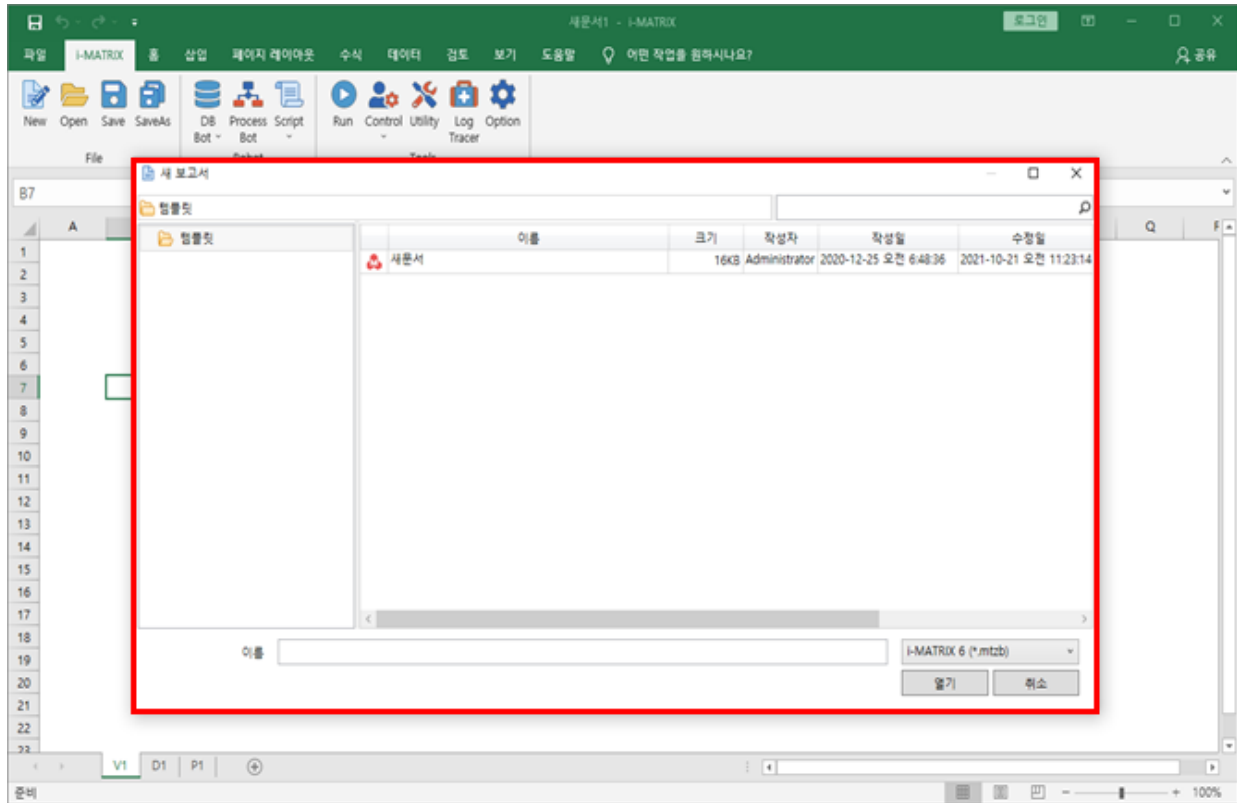 새문서1 - i-MATRIX
로그인
파일 i-MATRIX 홈 삽입 페이지 레이아웃 수식 데이터 검토 보기 도움말 어떤 작업을 원하시나요? 공유
New Open Save SaveAs DB Bot Process Bot Script Run Control Utility Log Tracer Option
File
B7
새 보고서
템플릿
템플릿
이름 크기 작성자 작성일 수정일
새문서 16KB Administrator 2020-12-25 오전 6:48:36 2021-10-21 오전 11:23:14
A Q
1
2
3
4
5
6
7
8
9
10
11
12
13
14
15
16
17
18
19
20
21
22
23
이름
i-MATRIX 6 (*.mtzb)
열기 취소
V1 D1 P1
준비 100%